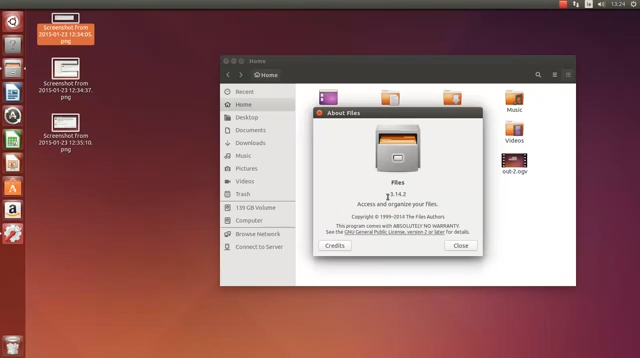 13.24
Screenshot from
2015-01-23 12:34:05.
png
Screenshot from
2015-01-23 12:34:37.
png
Screenshot from
2015-01-23 12:35:10.
png
Home
Home
Recent
Home
Desktop
Documents
Downloads
Music
Pictures
Videos
Trash
139 GB Volume
Computer
Browse Network
Connect to Server
Music
Videos
out-2.ogv
About Files
Files
3.14.2
Access and organize your files.
Copyright © 1999–2014 The Files Authors
This program comes with ABSOLUTELY NO WARRANTY.
See the GNU General Public License, version 2 or later for details.
Credits
Close